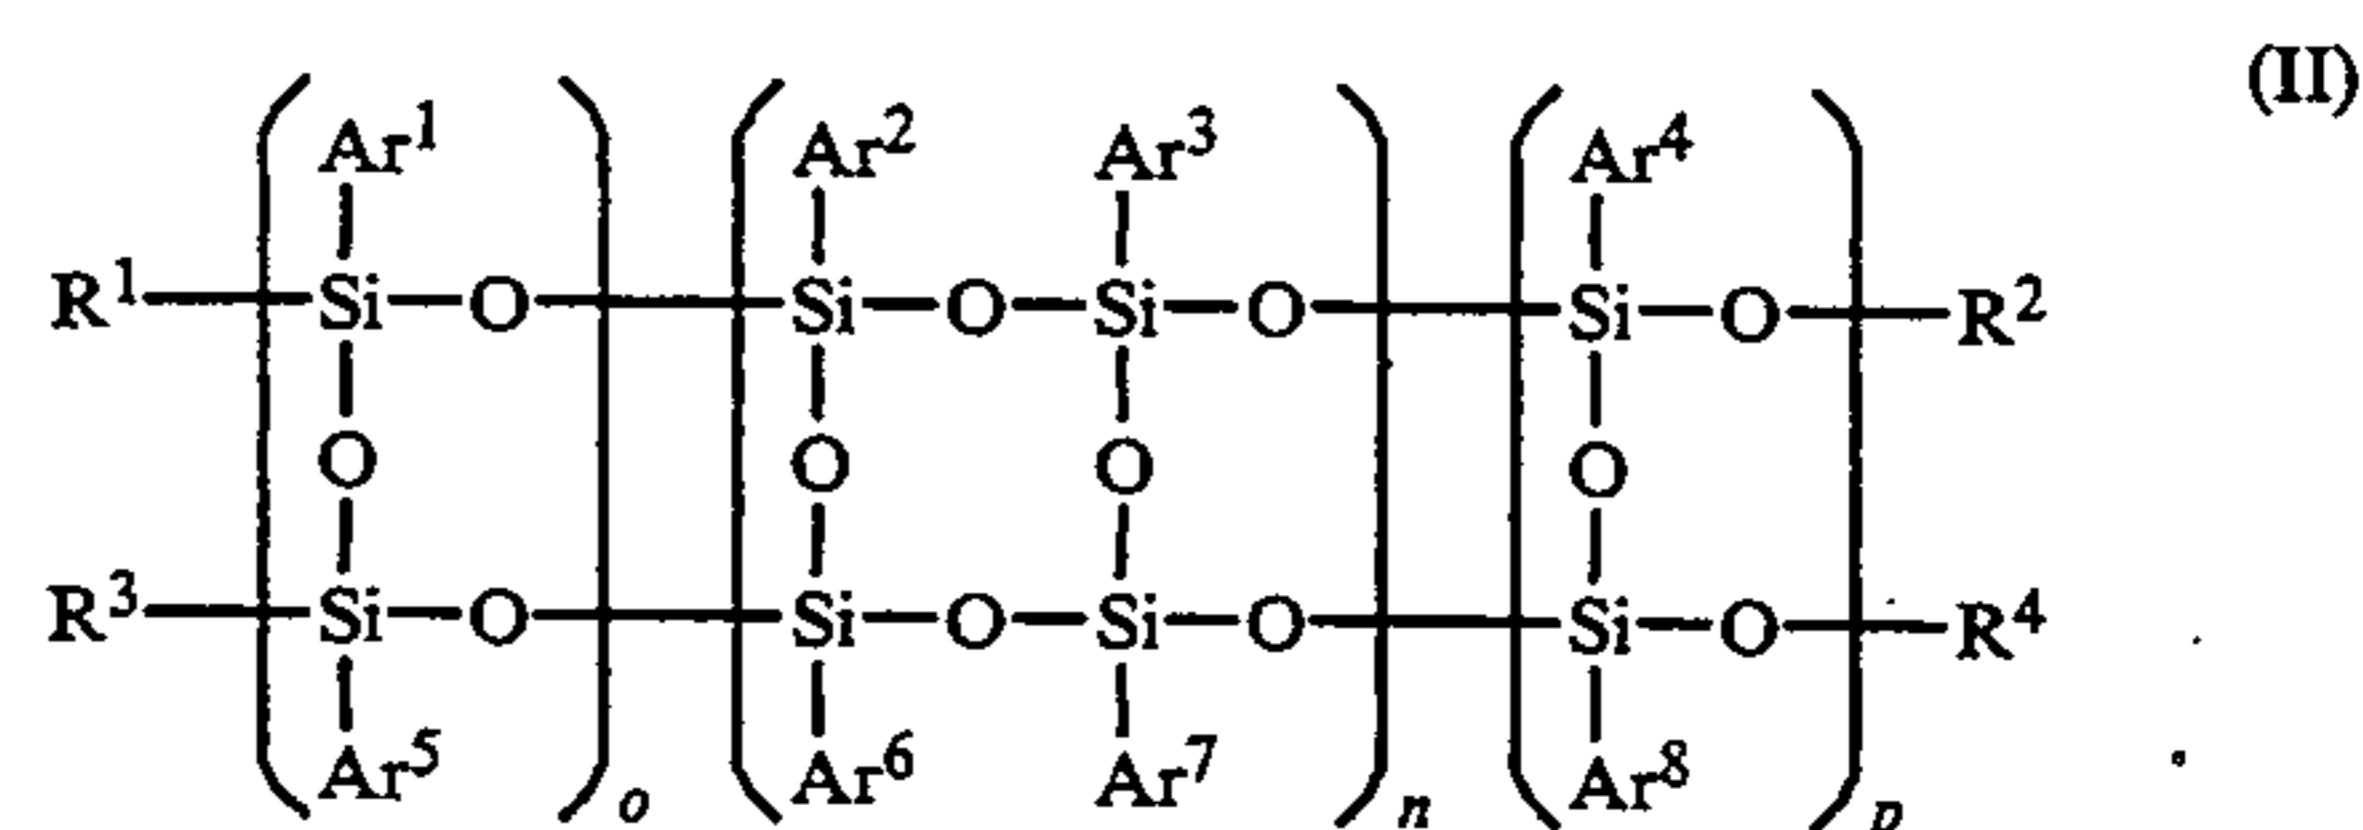 (II)
Ar¹ Ar² Ar³ Ar⁴
R¹ Si O Si O Si O Si O R²
O O O O
R³ Si O Si O Si O Si O R⁴
Ar⁵ Ar⁶ Ar⁷ Ar⁸
o n p